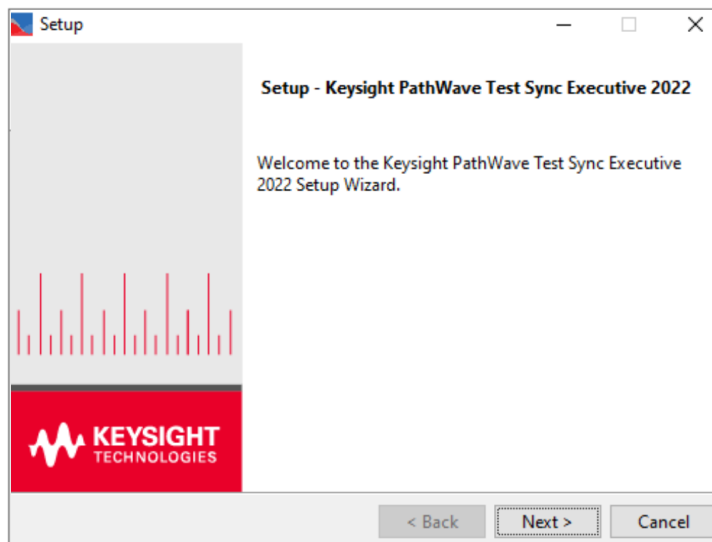 Setup
Setup - Keysight PathWave Test Sync Executive 2022
Welcome to the Keysight PathWave Test Sync Executive
2022 Setup Wizard.
KEYSIGHT
TECHNOLOGIES
< Back
Next >
Cancel